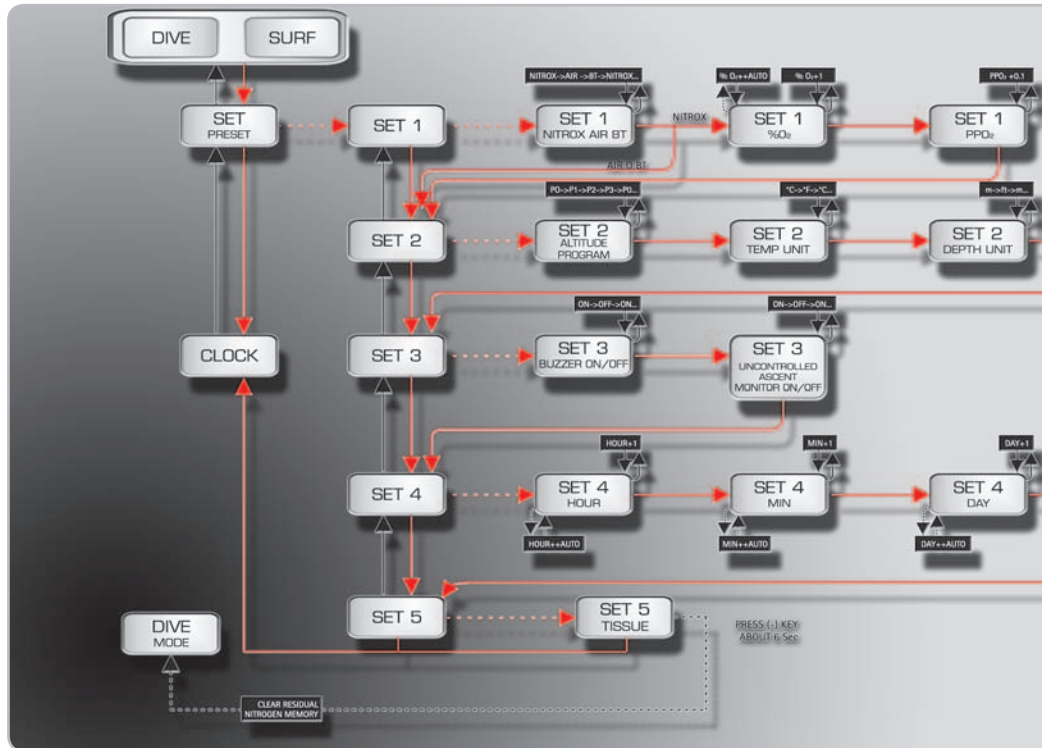 DIVE
SURF
NITROX->AIR ->BT->NITROX...
% O₂++AUTO
% O₂+1
PPO₂ +0.1
SET
PRESET
SET 1
SET 1
NITROX AIR BT
NITROX
SET 1
%O₂
SET 1
PPO₂
AIR O BT
P0->P1->P2->P3->P0...
°C->°F->°C...
m->ft->m...
SET 2
SET 2
ALTITUDE
PROGRAM
SET 2
TEMP UNIT
SET 2
DEPTH UNIT
ON->OFF->ON...
ON->OFF->ON...
CLOCK
SET 3
SET 3
BUZZER ON/OFF
SET 3
UNCONTROLLED
ASCENT
MONITOR ON/OFF
HOUR+1
MIN+1
DAY+1
SET 4
SET 4
HOUR
SET 4
MIN
SET 4
DAY
HOUR++AUTO
MIN++AUTO
DAY++AUTO
SET 5
SET 5
TISSUE
DIVE
MODE
PRESS (-) KEY
ABOUT 6 Sec
CLEAR RESIDUAL
NITROGEN MEMORY